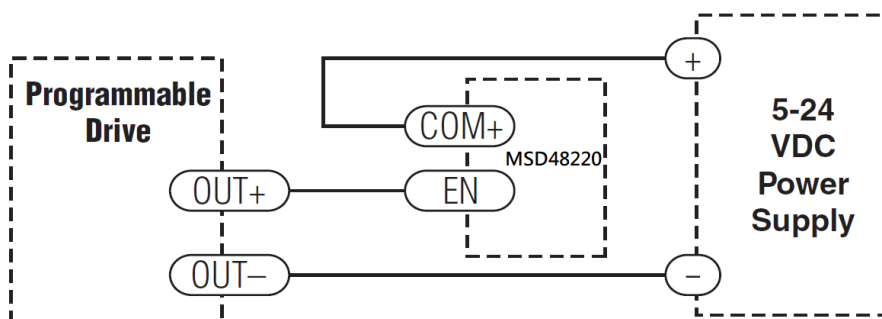 Programmable
Drive
OUT+
OUT−
COM+
EN
MSD48220
+
−
5-24
VDC
Power
Supply